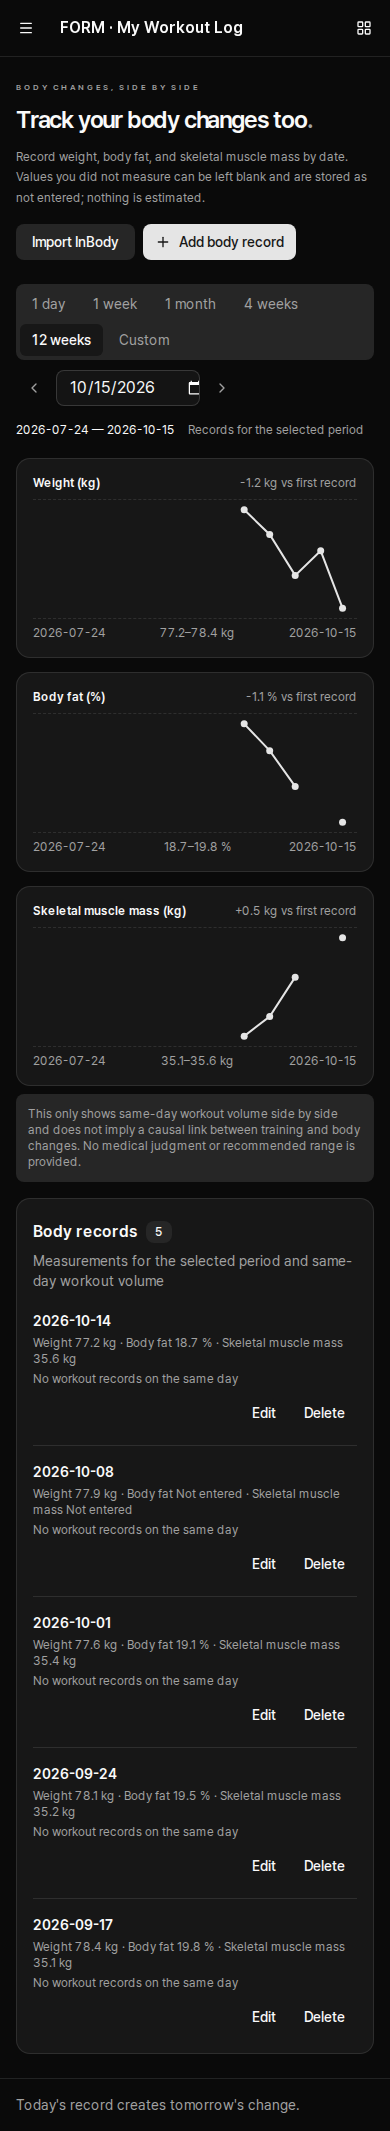 FORM · My Workout Log
BODY CHANGES, SIDE BY SIDE
Track your body changes too.
Record weight, body fat, and skeletal muscle mass by date.
Values you did not measure can be left blank and are stored as
not entered; nothing is estimated.
Import InBody
Add body record
1 day
1 week
1 month
4 weeks
12 weeks
Custom
10/15/2026
2026-07-24 — 2026-10-15
Records for the selected period
Weight (kg)
-1.2 kg vs first record
2026-07-24
77.2–78.4 kg
2026-10-15
Body fat (%)
-1.1 % vs first record
2026-07-24
18.7–19.8 %
2026-10-15
Skeletal muscle mass (kg)
+0.5 kg vs first record
2026-07-24
35.1–35.6 kg
2026-10-15
This only shows same-day workout volume side by side
and does not imply a causal link between training and body
changes. No medical judgment or recommended range is
provided.
Body records 5
Measurements for the selected period and same-
day workout volume
2026-10-14
Weight 77.2 kg · Body fat 18.7 % · Skeletal muscle mass
35.6 kg
No workout records on the same day
Edit
Delete
2026-10-08
Weight 77.9 kg · Body fat Not entered · Skeletal muscle
mass Not entered
No workout records on the same day
Edit
Delete
2026-10-01
Weight 77.6 kg · Body fat 19.1 % · Skeletal muscle mass
35.4 kg
No workout records on the same day
Edit
Delete
2026-09-24
Weight 78.1 kg · Body fat 19.5 % · Skeletal muscle mass
35.2 kg
No workout records on the same day
Edit
Delete
2026-09-17
Weight 78.4 kg · Body fat 19.8 % · Skeletal muscle mass
35.1 kg
No workout records on the same day
Edit
Delete
Today's record creates tomorrow's change.